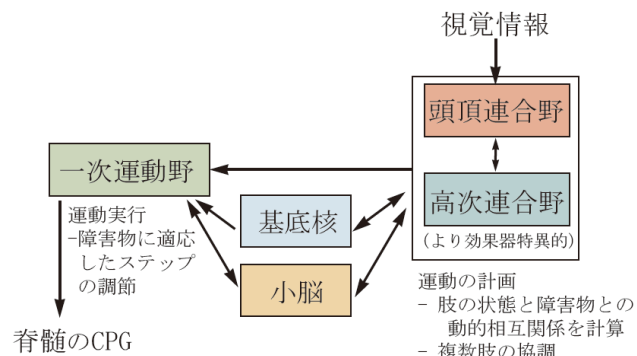 視覚情報
頭頂連合野
一次運動野
高次連合野
(より効果器特異的)
運動実行
-障害物に適応
したステップ
の調節
基底核
小脳
運動の計画
- 肢の状態と障害物との
動的相互関係を計算
- 複数肢の協調
脊髄のCPG